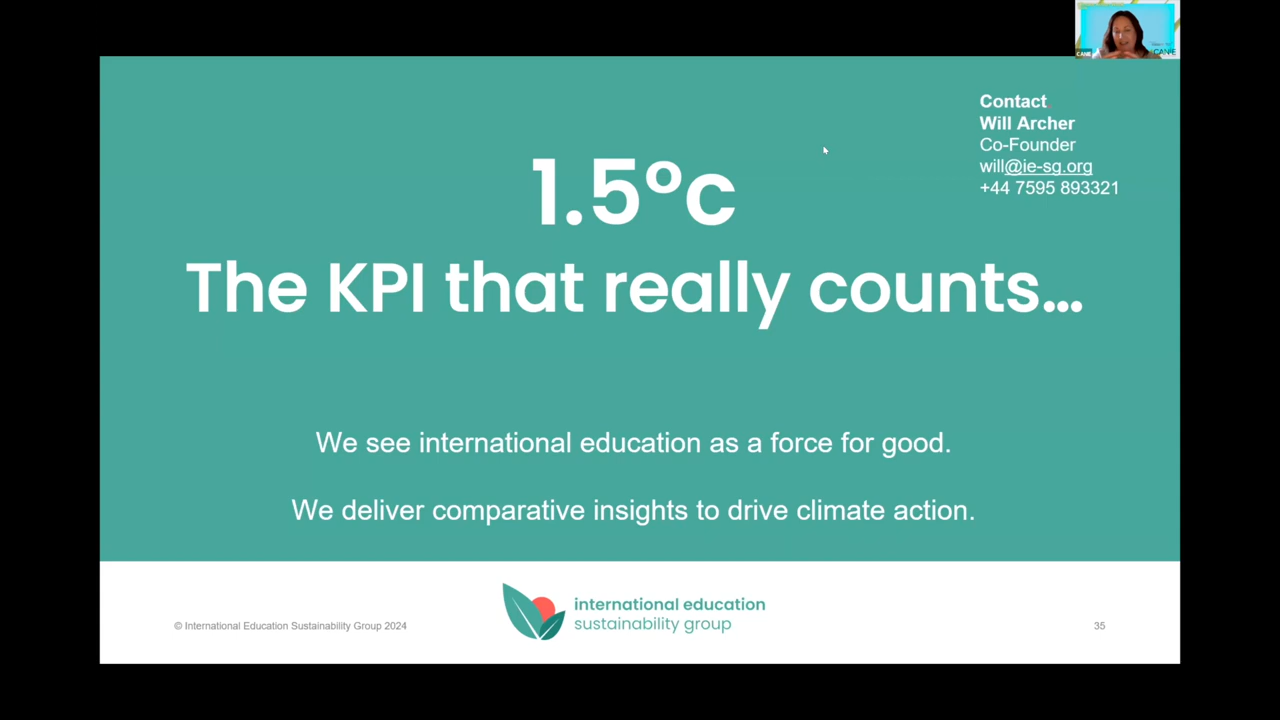 CANIE
CANIE
Contact
Will Archer
Co-Founder
will@ie-sg.org
+44 7595 893321
1.5°c
The KPI that really counts...
We see international education as a force for good.
We deliver comparative insights to drive climate action.
international education
sustainability group
© International Education Sustainability Group 2024
35